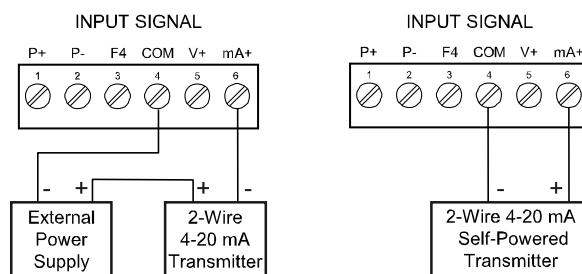 INPUT SIGNAL
P+ P- F4 COM V+ mA+
1 2 3 4 5 6
- + + -
External
Power
Supply
2-Wire
4-20 mA
Transmitter
INPUT SIGNAL
P+ P- F4 COM V+ mA+
1 2 3 4 5 6
- +
2-Wire 4-20 mA
Self-Powered
Transmitter